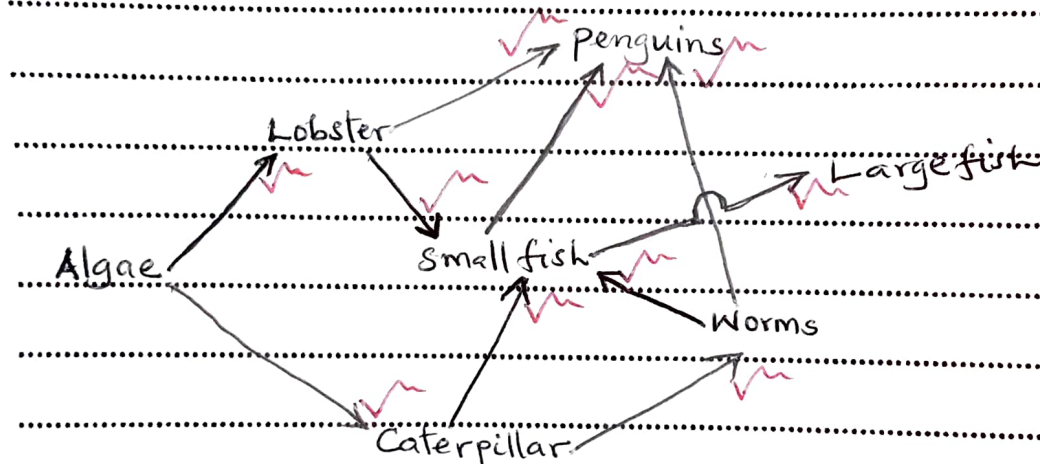 Penguins
Lobster
Large fish
Algae
Small fish
Worms
Caterpillar